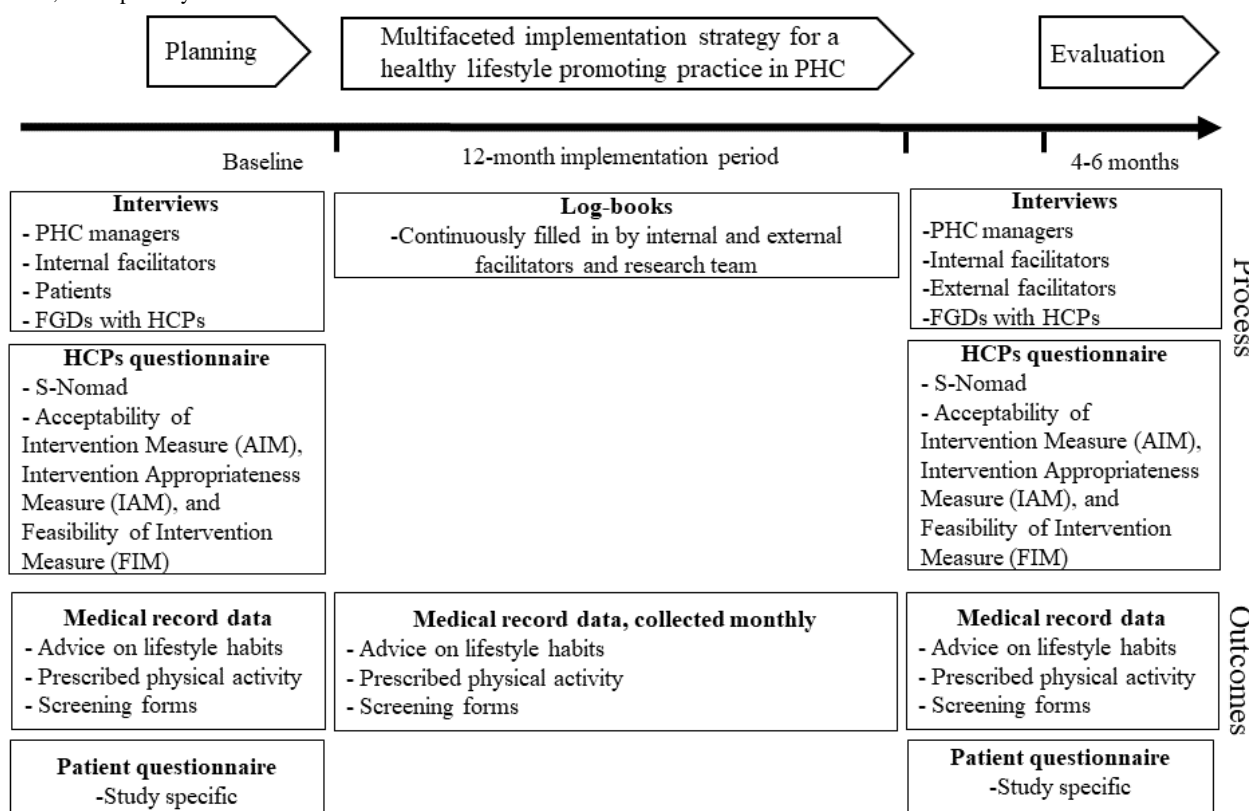 Planning
Multifaceted implementation strategy for a
healthy lifestyle promoting practice in PHC
Evaluation
Baseline
12-month implementation period
4-6 months
Interviews
- PHC managers
- Internal facilitators
- Patients
- FGDs with HCPs
Log-books
-Continuously filled in by internal and external
facilitators and research team
Interviews
-PHC managers
-Internal facilitators
-External facilitators
-FGDs with HCPs
Process
HCPs questionnaire
- S-Nomad
- Acceptability of
Intervention Measure (AIM),
Intervention Appropriateness
Measure (IAM), and
Feasibility of Intervention
Measure (FIM)
HCPs questionnaire
- S-Nomad
- Acceptability of
Intervention Measure (AIM),
Intervention Appropriateness
Measure (IAM), and
Feasibility of Intervention
Measure (FIM)
Medical record data
- Advice on lifestyle habits
- Prescribed physical activity
- Screening forms
Medical record data, collected monthly
- Advice on lifestyle habits
- Prescribed physical activity
- Screening forms
Medical record data
- Advice on lifestyle habits
- Prescribed physical activity
- Screening forms
Outcomes
Patient questionnaire
-Study specific
Patient questionnaire
-Study specific